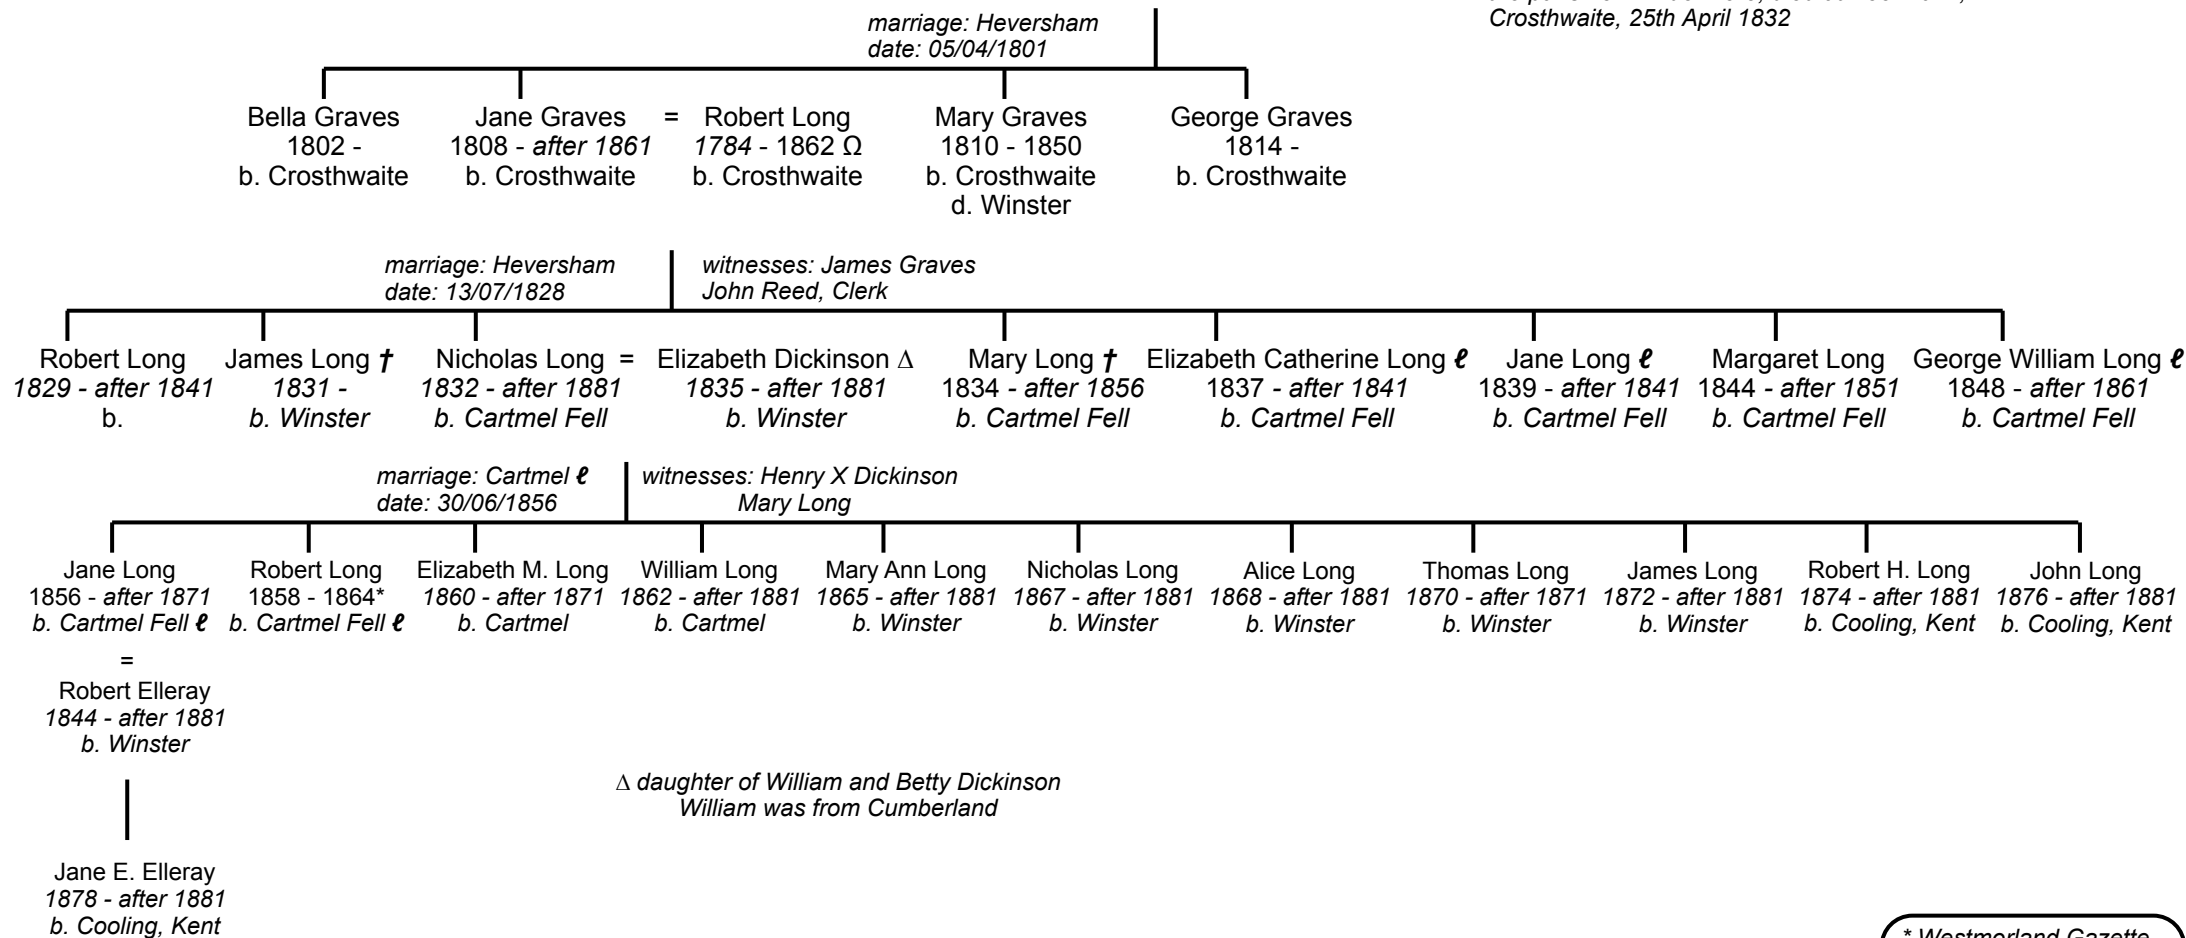 Crosthwaite, 25th April 1832
marriage: Heversham
date: 05/04/1801
Bella Graves
1802 -
b. Crosthwaite
Jane Graves
1808 - after 1861
b. Crosthwaite
=
Robert Long
1784 - 1862 Ω
b. Crosthwaite
Mary Graves
1810 - 1850
b. Crosthwaite
d. Winster
George Graves
1814 -
b. Crosthwaite
marriage: Heversham
date: 13/07/1828
witnesses: James Graves
John Reed, Clerk
Robert Long
1829 - after 1841
b.
James Long †
1831 -
b. Winster
Nicholas Long
1832 - after 1881
b. Cartmel Fell
=
Elizabeth Dickinson Δ
1835 - after 1881
b. Winster
Mary Long †
1834 - after 1856
b. Cartmel Fell
Elizabeth Catherine Long ℓ
1837 - after 1841
b. Cartmel Fell
Jane Long ℓ
1839 - after 1841
b. Cartmel Fell
Margaret Long
1844 - after 1851
b. Cartmel Fell
George William Long ℓ
1848 - after 1861
b. Cartmel Fell
marriage: Cartmel ℓ
date: 30/06/1856
witnesses: Henry X Dickinson
Mary Long
Jane Long
1856 - after 1871
b. Cartmel Fell ℓ
Robert Long
1858 - 1864*
b. Cartmel Fell ℓ
Elizabeth M. Long
1860 - after 1871
b. Cartmel
William Long
1862 - after 1881
b. Cartmel
Mary Ann Long
1865 - after 1881
b. Winster
Nicholas Long
1867 - after 1881
b. Winster
Alice Long
1868 - after 1881
b. Winster
Thomas Long
1870 - after 1871
b. Winster
James Long
1872 - after 1881
b. Winster
Robert H. Long
1874 - after 1881
b. Cooling, Kent
John Long
1876 - after 1881
b. Cooling, Kent
=
Robert Elleray
1844 - after 1881
b. Winster
Δ daughter of William and Betty Dickinson
William was from Cumberland
Jane E. Elleray
1878 - after 1881
b. Cooling, Kent
* Westmorland Gazette